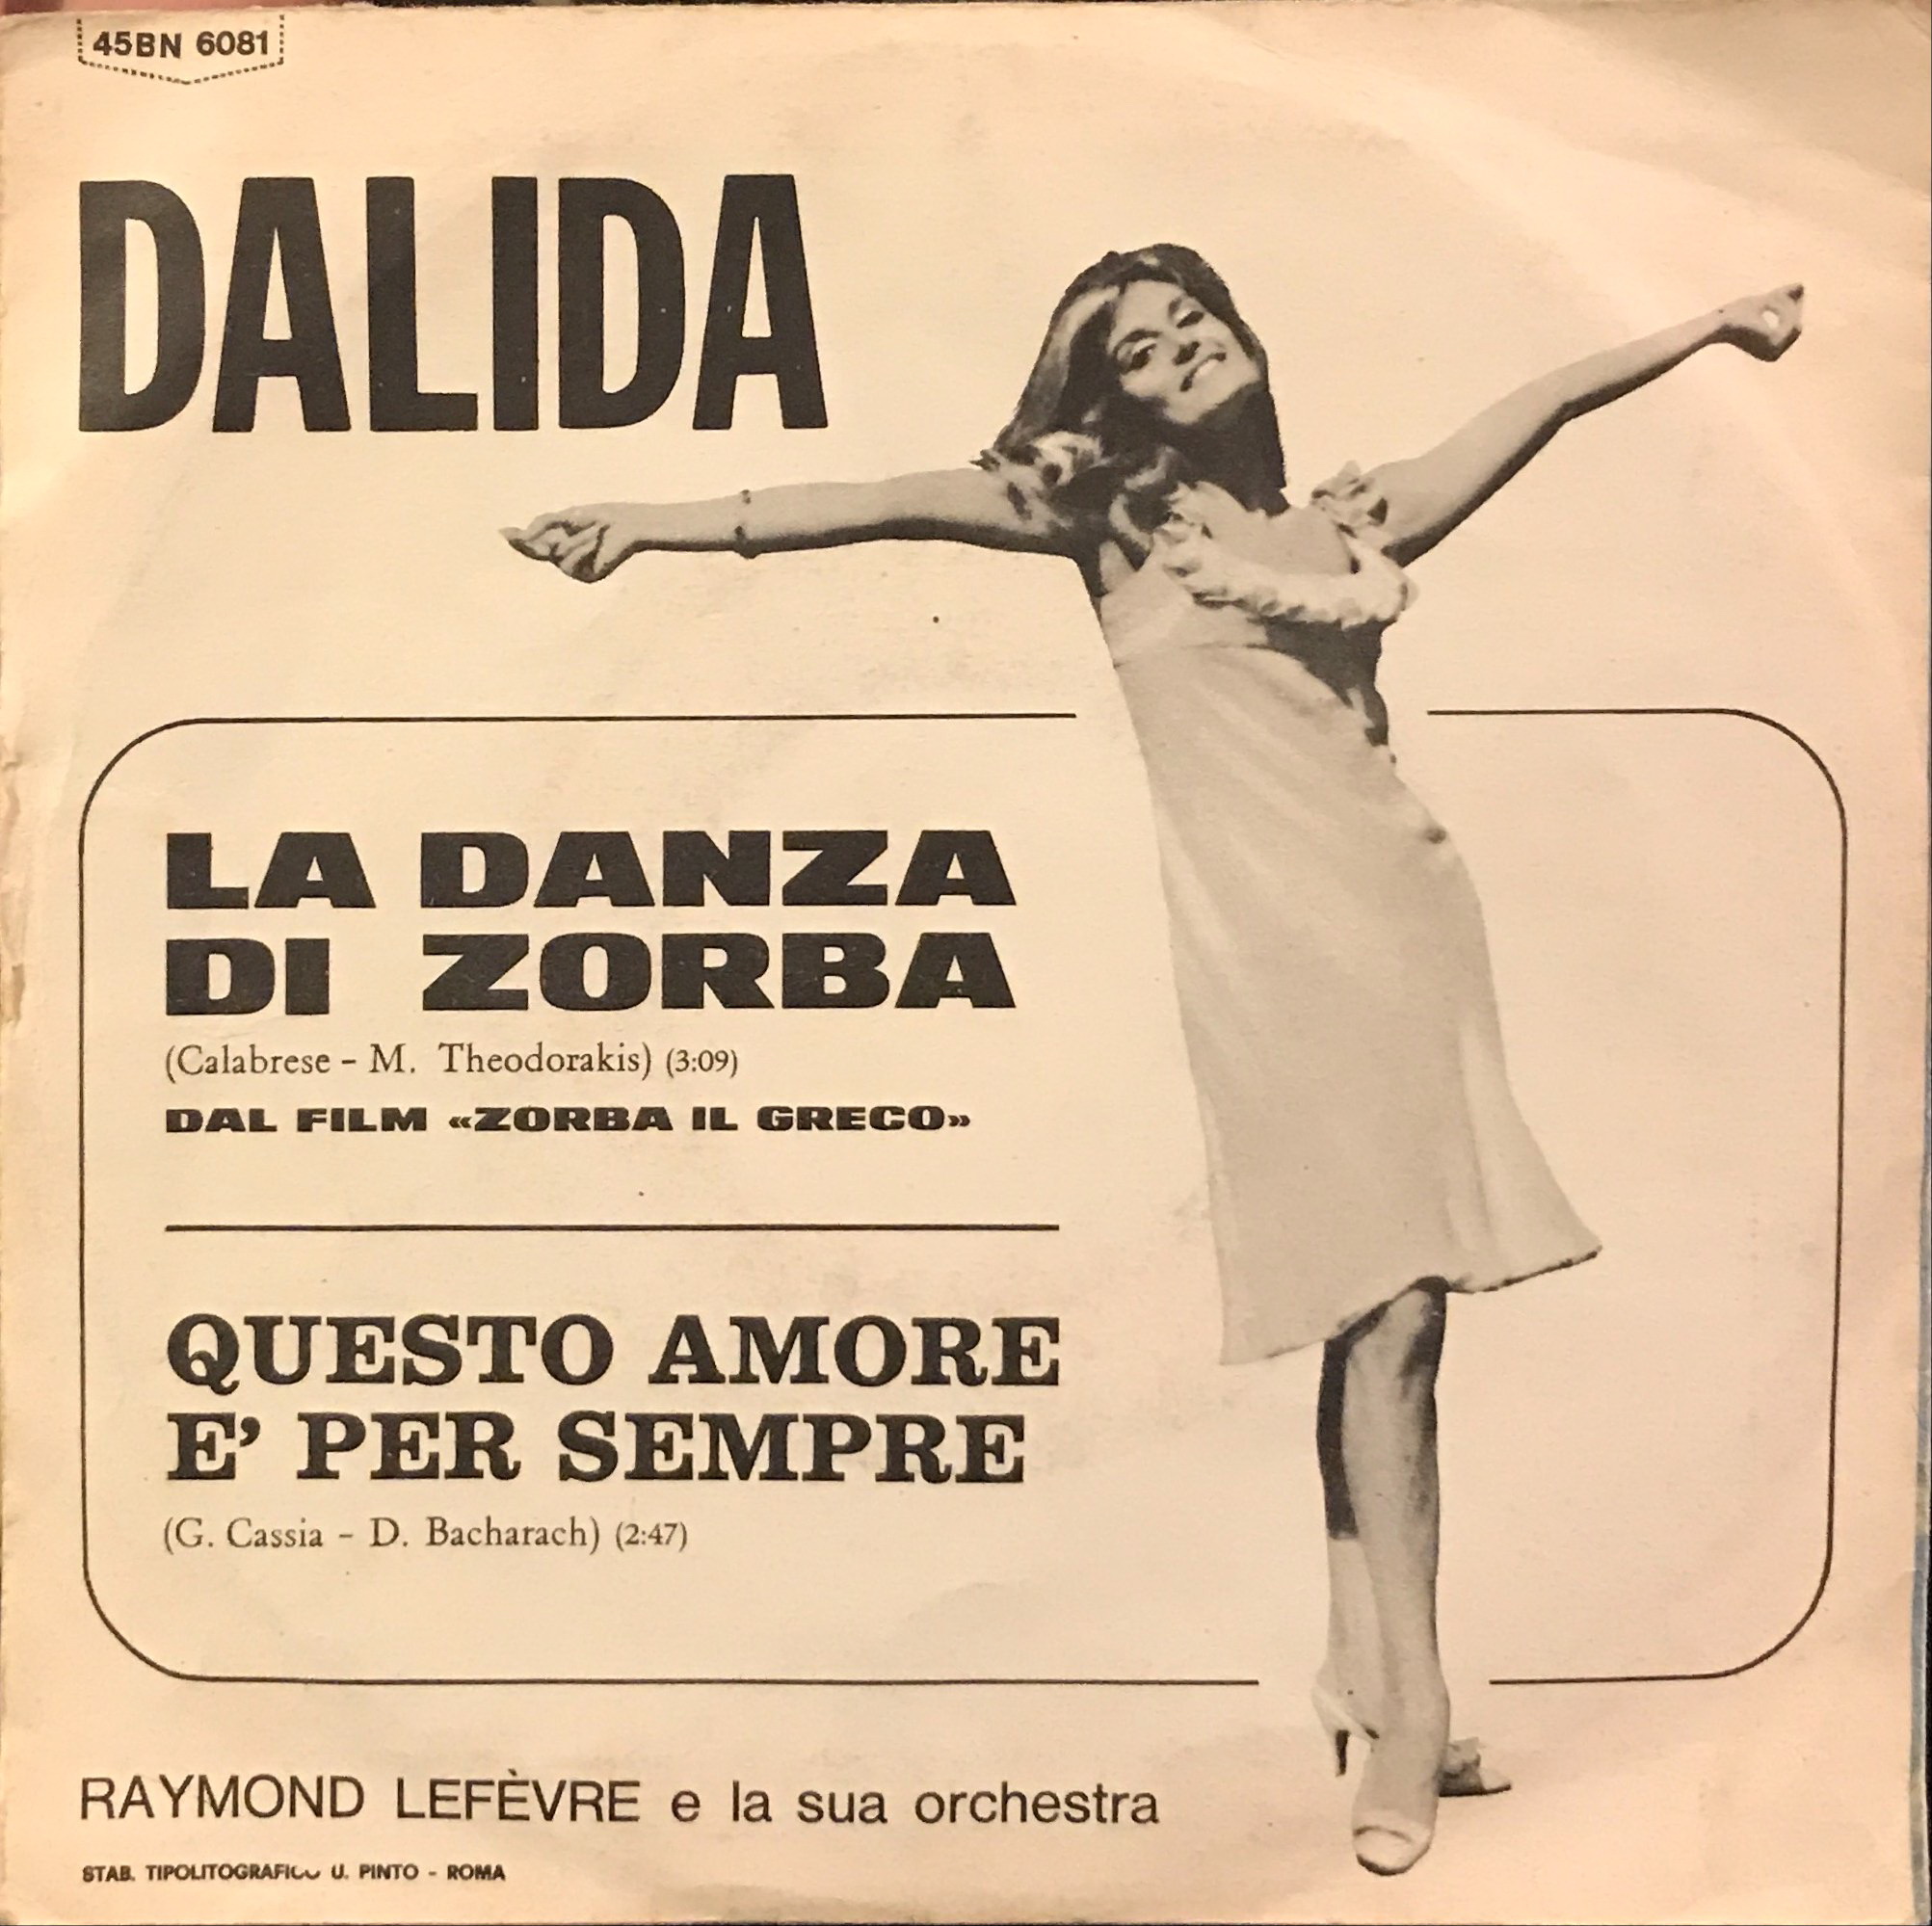 45BN 6081
DALIDA
LA DANZA
DI ZORBA
(Calabrese - M. Theodorakis) (3:09)
DAL FILM «ZORBA IL GRECO»
QUESTO AMORE
E' PER SEMPRE
(G. Cassia - D. Bacharach) (2:47)
RAYMOND LEFÈVRE e la sua orchestra
STAB. TIPOLITOGRAFICO U. PINTO - ROMA